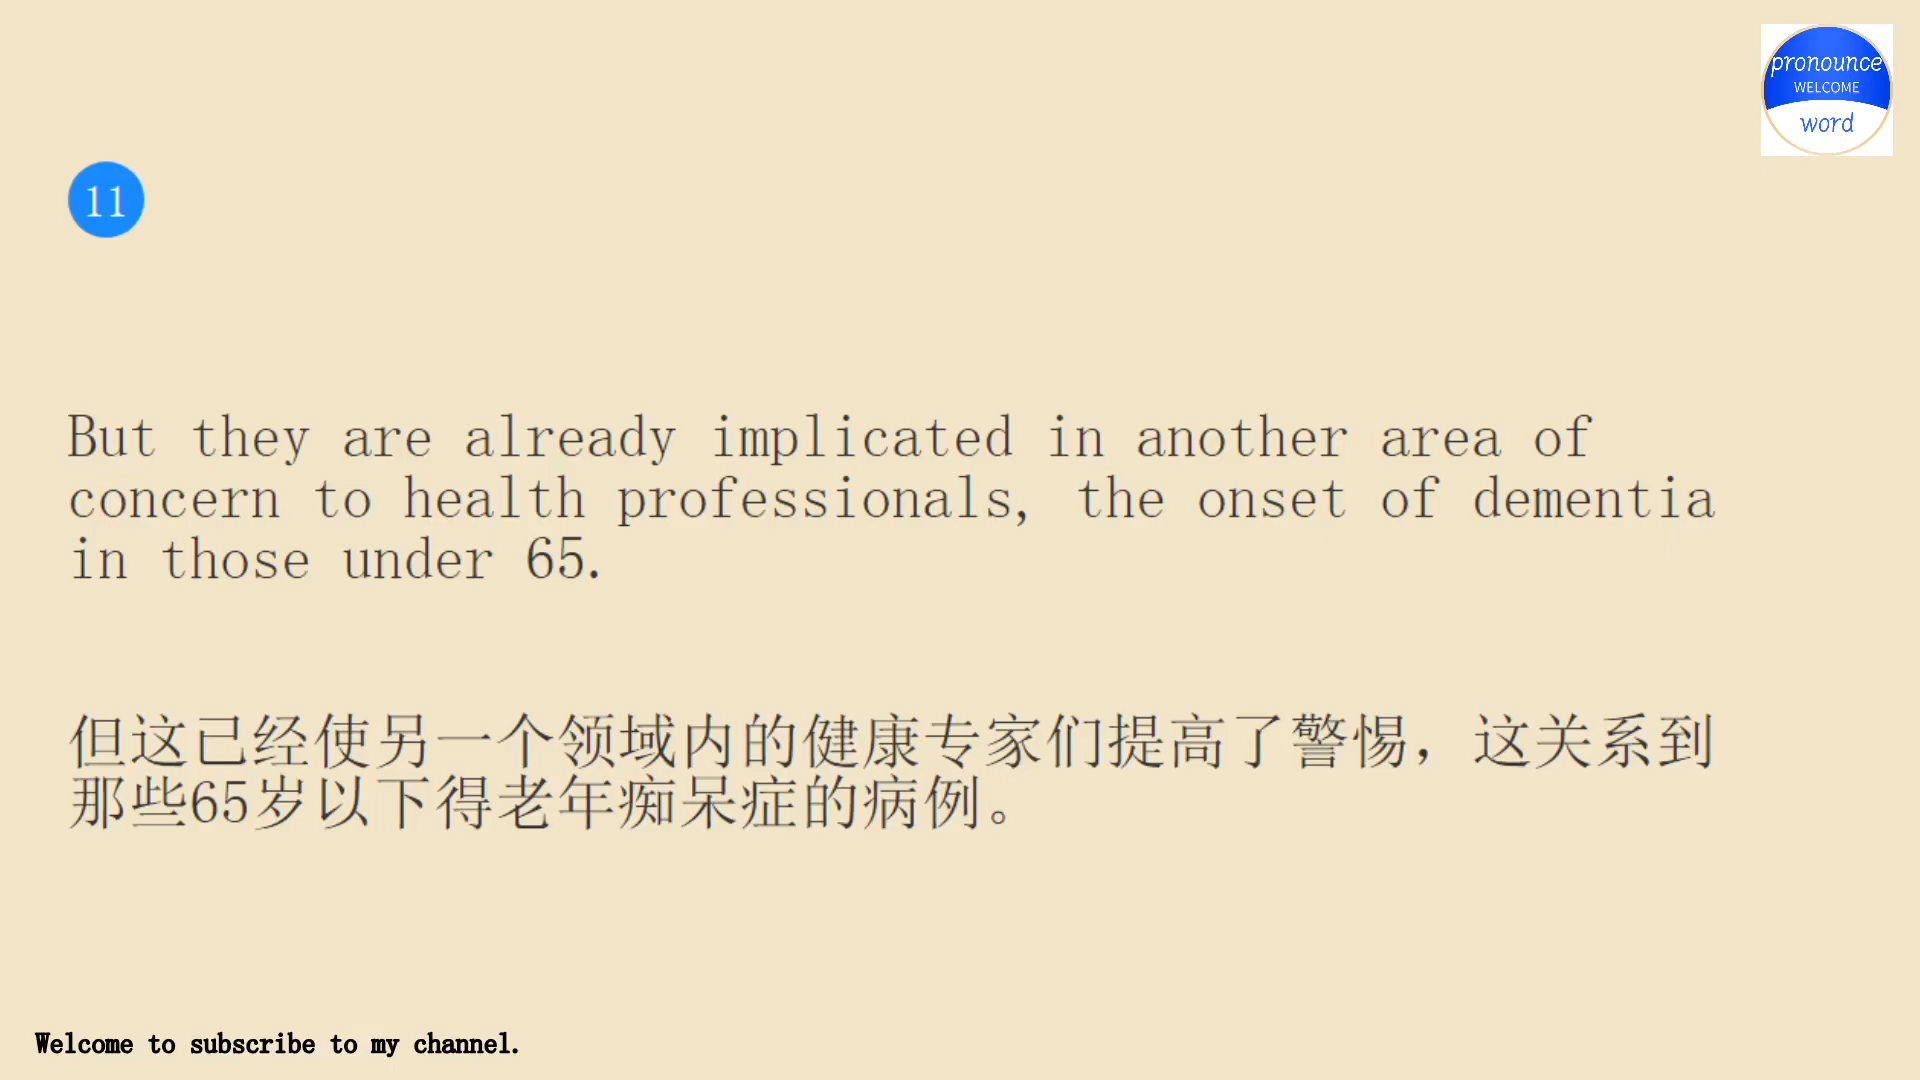 pronounce
WELCOME
word
11
But they are already implicated in another area of
concern to health professionals, the onset of dementia
in those under 65.
但这已经使另一个领域内的健康专家们提高了警惕，这关系到
那些65岁以下得老年痴呆症的病例。
Welcome to subscribe to my channel.